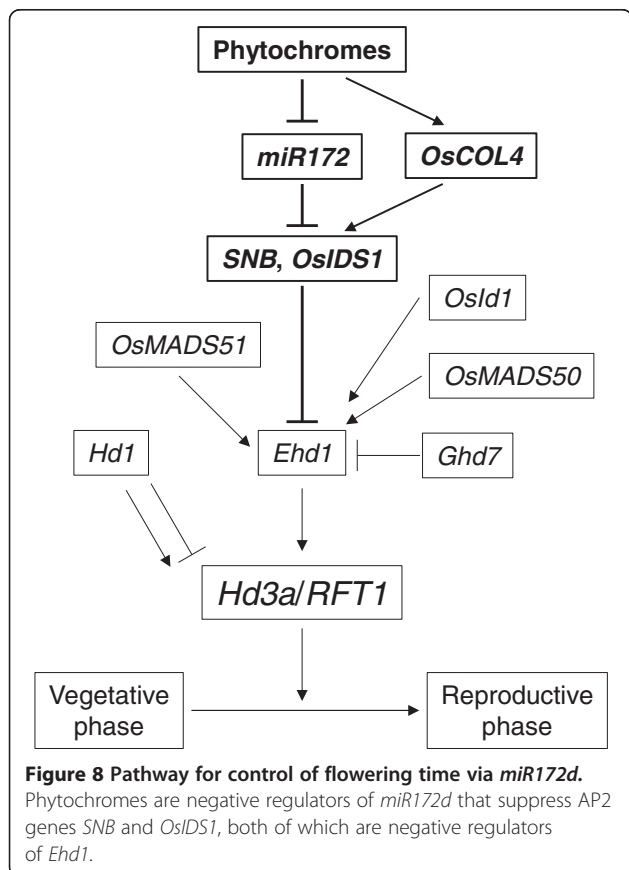 Phytochromes
miR172
OsCOL4
SNB, OsIDS1
OsId1
OsMADS51
OsMADS50
Hd1
Ehd1
Ghd7
Hd3a/RFT1
Vegetative
phase
Reproductive
phase
Figure 8 Pathway for control of flowering time via miR172d.
Phytochromes are negative regulators of miR172d that suppress AP2
genes SNB and OsIDS1, both of which are negative regulators
of Ehd1.